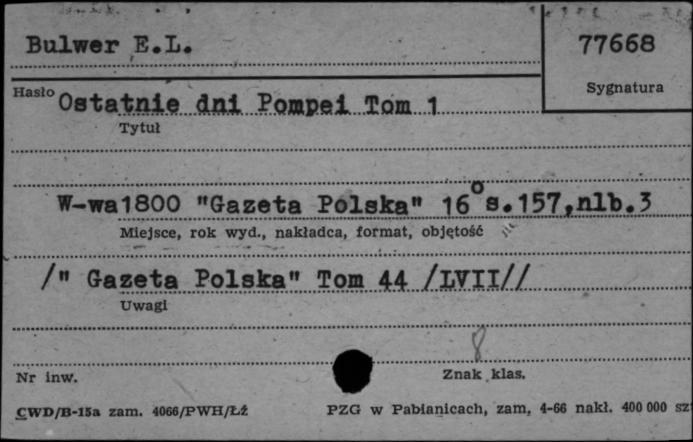 Bulwer E.L.
77668
Sygnatura
Hasło
Ostatnie dni Pompei Tom 1
Tytuł
W-wa1800 "Gazeta Polska" 16° s.157,nlb.3
Miejsce, rok wyd., nakładca, format, objętość
/" Gazeta Polska" Tom 44 /LVII//
Uwagi
8
Nr inw.
Znak klas.
CWD/B-15a zam. 4066/PWH/Łź
PZG w Pabianicach, zam, 4-66 nakł. 400 000 sz